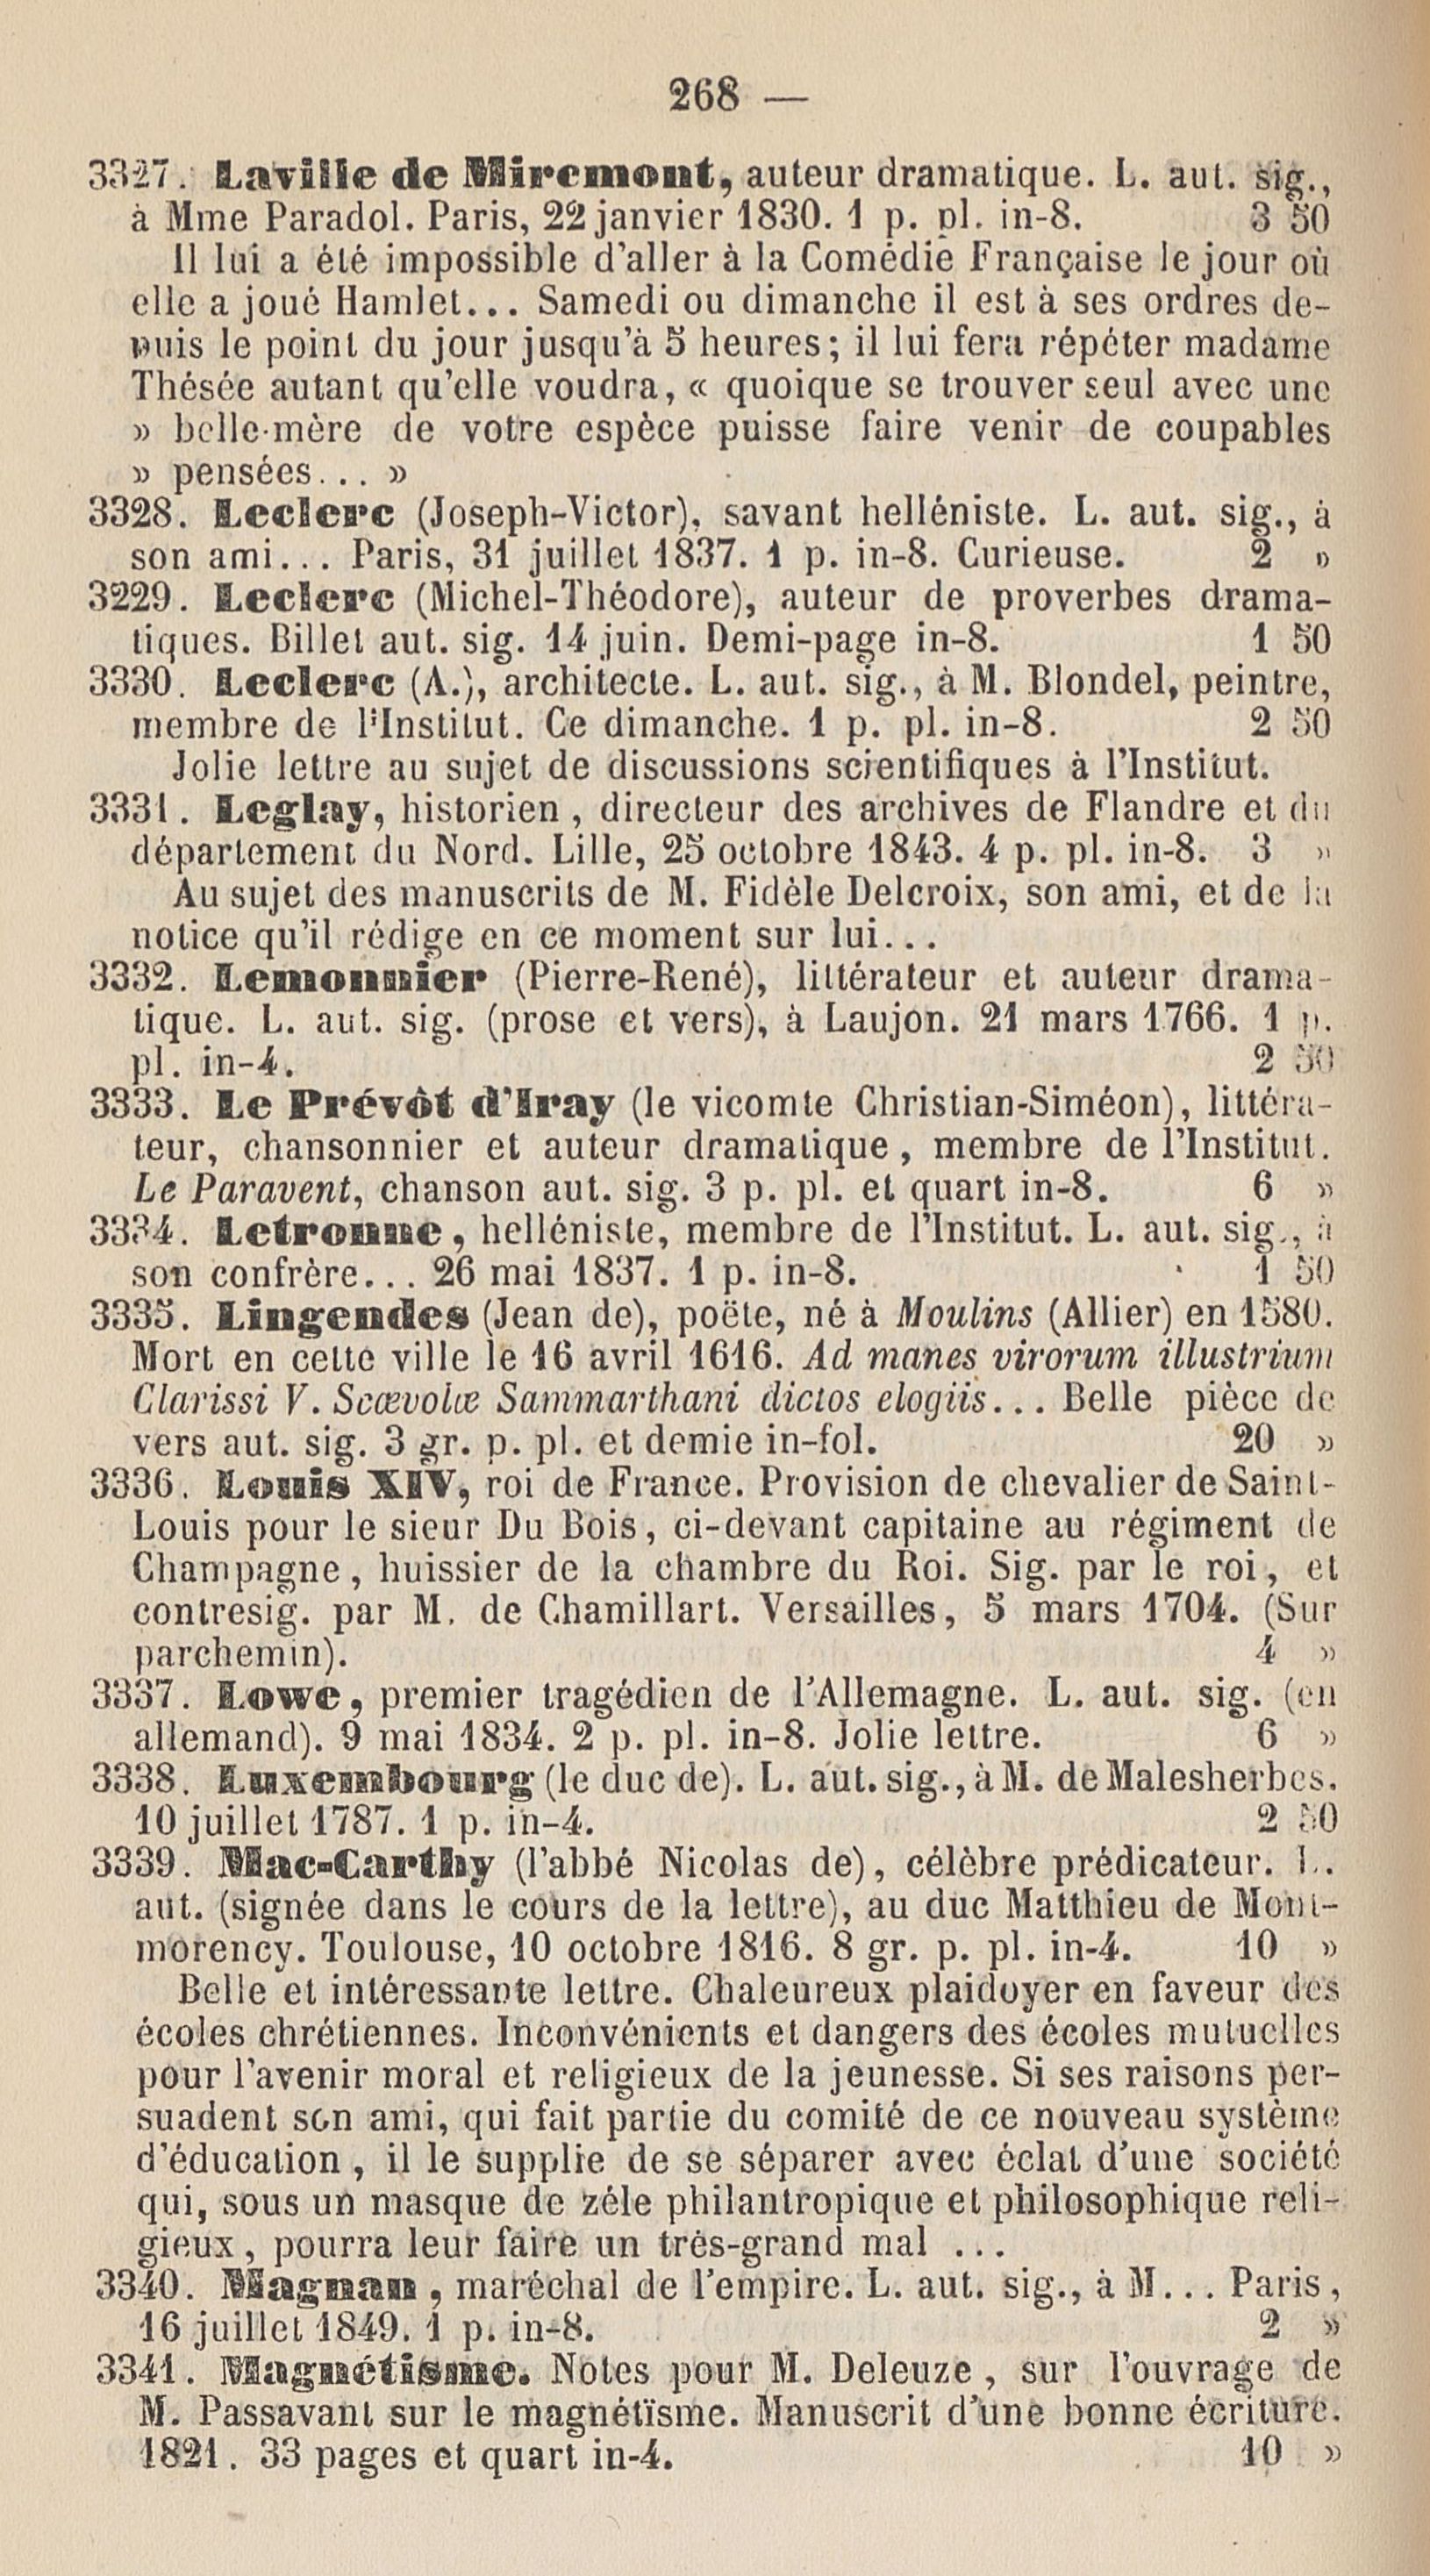 268 —
3327. Laville de Miremont, auteur dramatique. L. aut. sig.,
à Mme Paradol. Paris, 22 janvier 1830. 1 p. pl. in-8. 3 50
Il lui a été impossible d'aller à la Comédie Française le jour où
elle a joué Hamlet... Samedi ou dimanche il est à ses ordres de-
puis le point du jour jusqu'à 5 heures; il lui fera répéter madame
Thésée autant qu'elle voudra, « quoique se trouver seul avec une
» belle-mère de votre espèce puisse faire venir de coupables
» pensées... »
3328. Leclerc (Joseph-Victor), savant helléniste. L. aut. sig., à
son ami... Paris, 31 juillet 1837. 1 p. in-8. Curieuse. 2 »
3229. Leclerc (Michel-Théodore), auteur de proverbes drama-
tiques. Billet aut. sig. 14 juin. Demi-page in-8. 1 50
3330. Leclerc (A.), architecte. L. aut. sig., à M. Blondel, peintre,
membre de l'Institut. Ce dimanche. 1 p. pl. in-8. 2 50
Jolie lettre au sujet de discussions scientifiques à l'Institut.
3331. Leglay, historien, directeur des archives de Flandre et du
département du Nord. Lille, 25 octobre 1843. 4 p. pl. in-8. 3 »
Au sujet des manuscrits de M. Fidèle Delcroix, son ami, et de la
notice qu'il rédige en ce moment sur lui...
3332. Lemonnier (Pierre-René), littérateur et auteur drama-
tique. L. aut. sig. (prose et vers), à Laujon. 21 mars 1766. 1 p.
pl. in-4. 2 50
3333. Le Prévôt d'Iray (le vicomte Christian-Siméon), littéra-
teur, chansonnier et auteur dramatique, membre de l'Institut.
Le Paravent, chanson aut. sig. 3 p. pl. et quart in-8. 6 »
3334. Letronne, helléniste, membre de l'Institut. L. aut. sig., à
son confrère... 26 mai 1837. 1 p. in-8. 1 50
3335. Lingendes (Jean de), poëte, né à Moulins (Allier) en 1580.
Mort en cette ville le 16 avril 1616. Ad manes virorum illustrium
Clarissi V. Scævolæ Sammarthani dictos elogiis... Belle pièce de
vers aut. sig. 3 gr. p. pl. et demie in-fol. 20 »
3336. Louis XIV, roi de France. Provision de chevalier de Saint-
Louis pour le sieur Du Bois, ci-devant capitaine au régiment de
Champagne, huissier de la chambre du Roi. Sig. par le roi, et
contresig. par M. de Chamillart. Versailles, 5 mars 1704. (Sur
parchemin). 4 »
3337. Lowe, premier tragédien de l'Allemagne. L. aut. sig. (en
allemand). 9 mai 1834. 2 p. pl. in-8. Jolie lettre. 6 »
3338. Luxembourg (le duc de). L. aut. sig., à M. de Malesherbes.
10 juillet 1787. 1 p. in-4. 2 50
3339. Mac-Carthy (l'abbé Nicolas de), célèbre prédicateur. L.
aut. (signée dans le cours de la lettre), au duc Matthieu de Mont-
morency. Toulouse, 10 octobre 1816. 8 gr. p. pl. in-4. 10 »
Belle et intéressante lettre. Chaleureux plaidoyer en faveur des
écoles chrétiennes. Inconvénients et dangers des écoles mutuelles
pour l'avenir moral et religieux de la jeunesse. Si ses raisons per-
suadent son ami, qui fait partie du comité de ce nouveau système
d'éducation, il le supplie de se séparer avec éclat d'une société
qui, sous un masque de zéle philantropique et philosophique reli-
gieux, pourra leur faire un très-grand mal ...
3340. Magnan, maréchal de l'empire. L. aut. sig., à M... Paris,
16 juillet 1849. 1 p. in-8. 2 »
3341. Magnétisme. Notes pour M. Deleuze, sur l'ouvrage de
M. Passavant sur le magnétïsme. Manuscrit d'une bonne écriture.
1821. 33 pages et quart in-4. 10 »